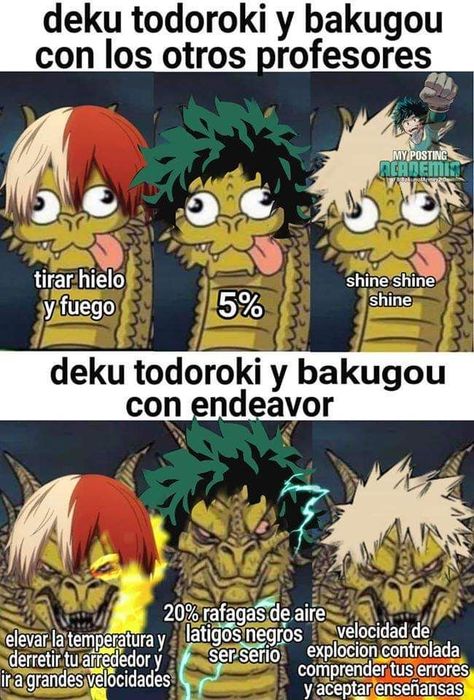 deku todoroki y bakugou
con los otros profesores
MY POSTING
ACADEMIA
tirar hielo
y fuego
5%
shine shine
shine
deku todoroki y bakugou
con endeavor
elevar la temperatura y
derretir tu arrededor y
ir a grandes velocidades
20% rafagas de aire
latigos negros
ser serio
velocidad de
explocion controlada
comprender tus errores
y aceptar enseñansas